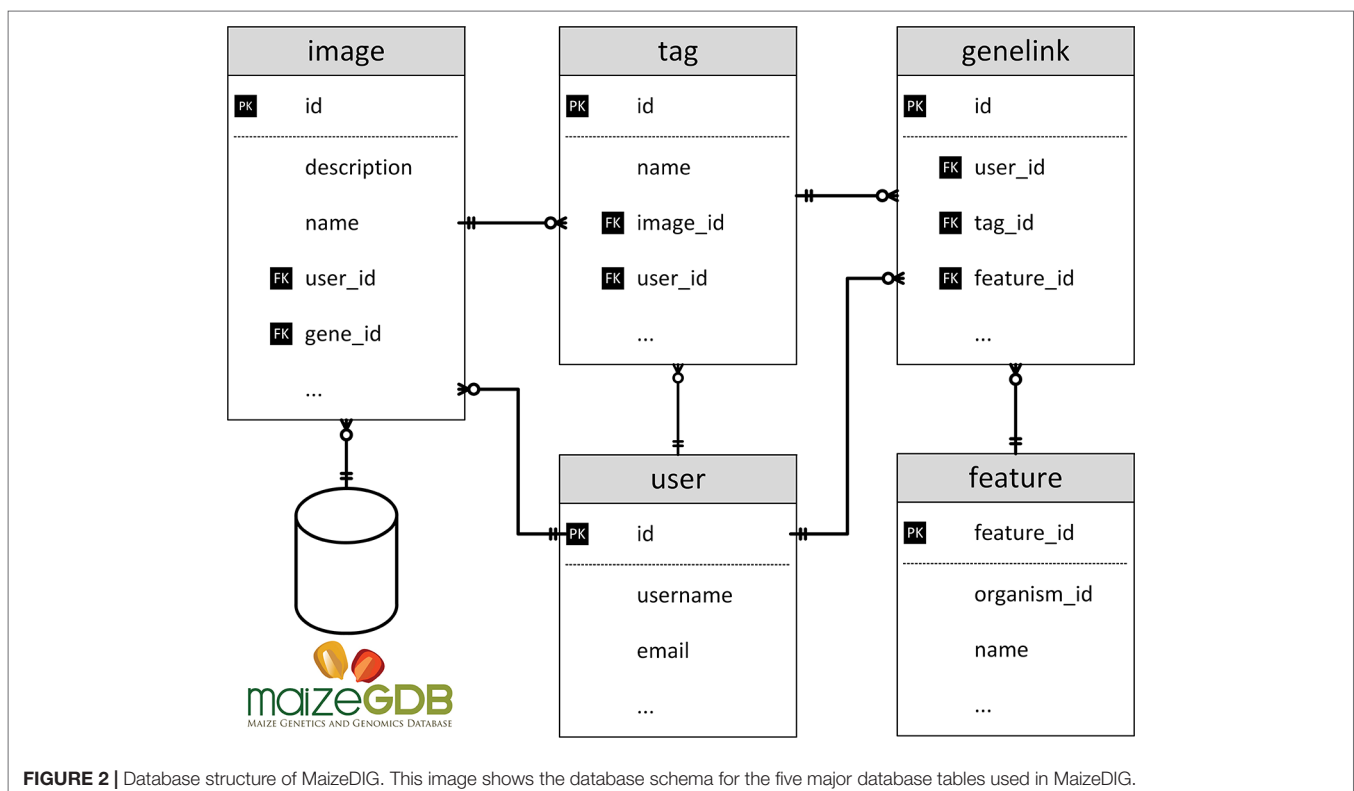 image
PK id
description
name
FK user_id
FK gene_id
...
tag
PK id
name
FK image_id
FK user_id
...
genelink
PK id
FK user_id
FK tag_id
FK feature_id
...
user
PK id
username
email
...
feature
PK feature_id
organism_id
name
...
maizeGDB
MAIZE GENETICS AND GENOMICS DATABASE
FIGURE 2 | Database structure of MaizeDIG. This image shows the database schema for the five major database tables used in MaizeDIG.